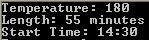 Temperature: 180
Length: 55 minutes
Start Time: 14:30